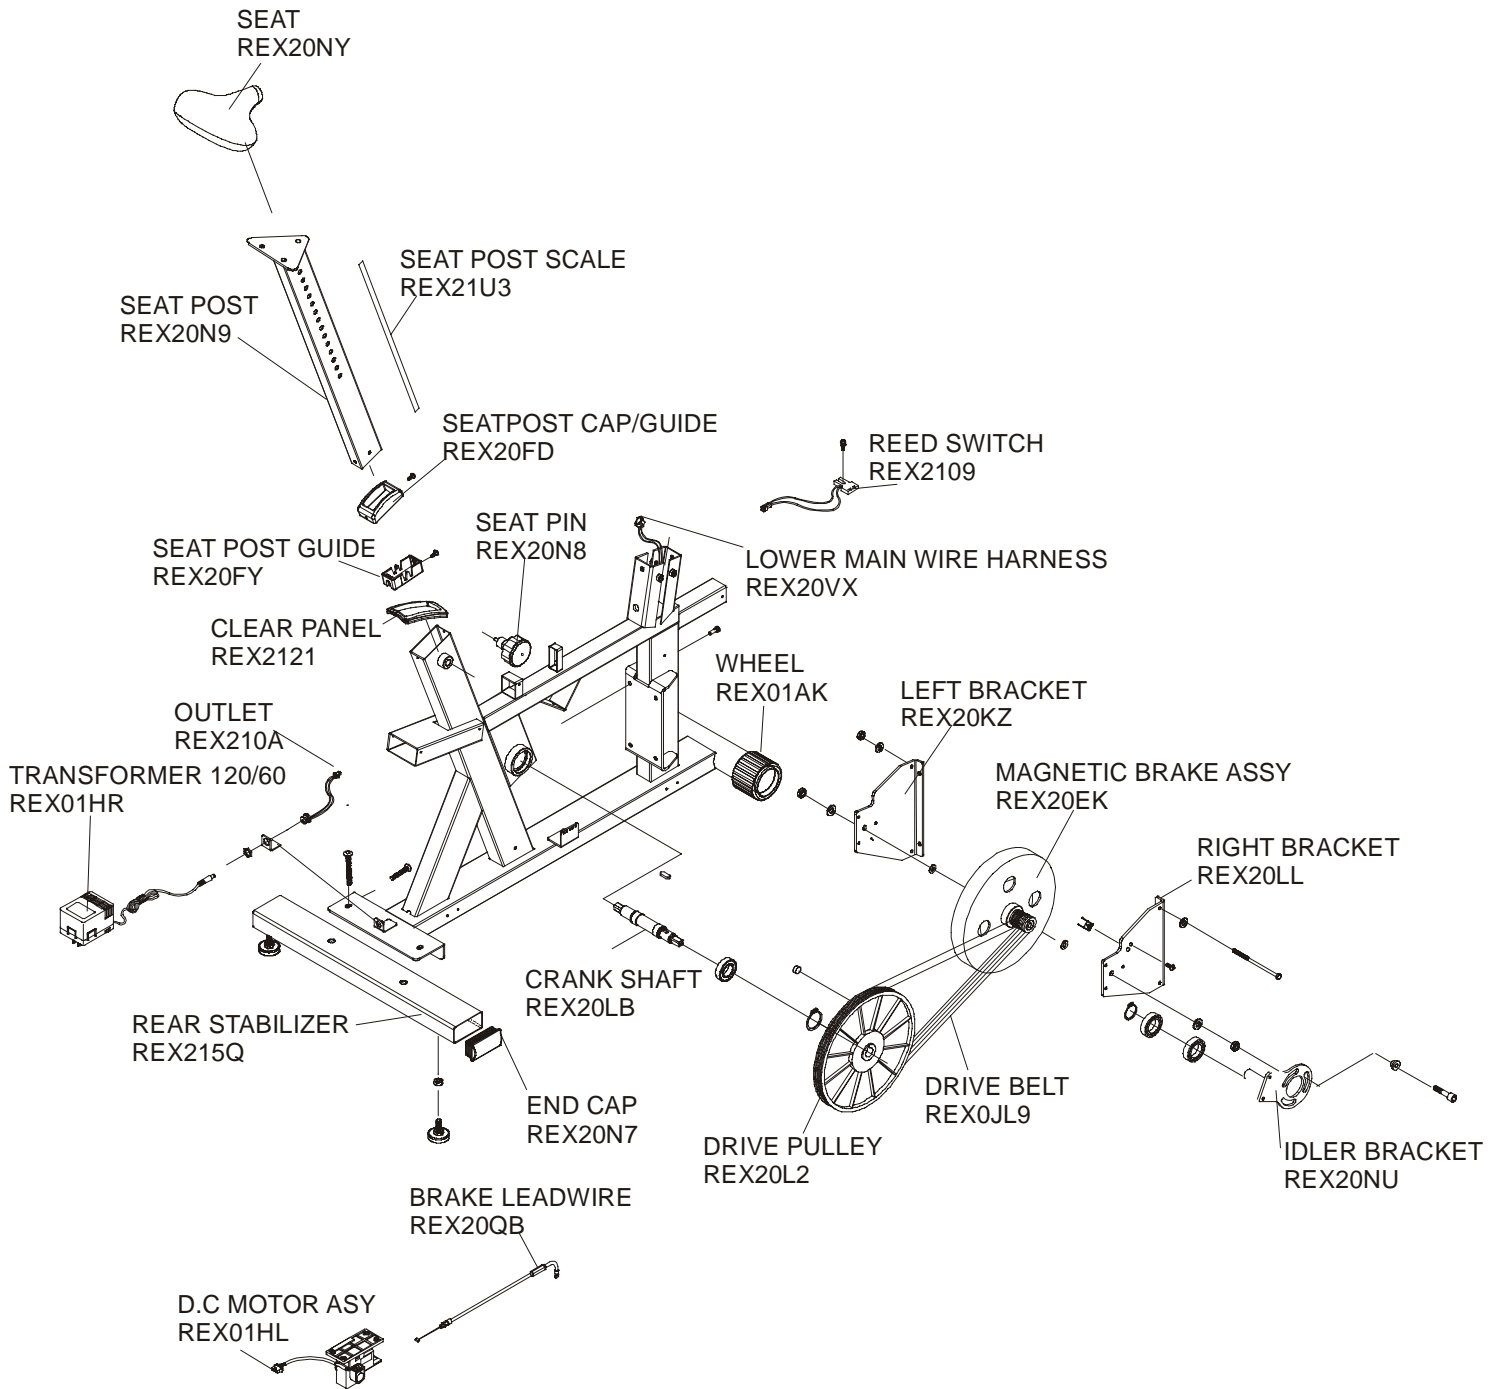 SEAT
REX20NY
SEAT POST SCALE
REX21U3
SEAT POST
REX20N9
SEATPOST CAP/GUIDE
REX20FD
REED SWITCH
REX2109
SEAT PIN
REX20N8
SEAT POST GUIDE
REX20FY
LOWER MAIN WIRE HARNESS
REX20VX
CLEAR PANEL
REX2121
WHEEL
REX01AK
LEFT BRACKET
REX20KZ
OUTLET
REX210A
TRANSFORMER 120/60
REX01HR
MAGNETIC BRAKE ASSY
REX20EK
RIGHT BRACKET
REX20LL
CRANK SHAFT
REX20LB
REAR STABILIZER
REX215Q
DRIVE BELT
REX0JL9
END CAP
REX20N7
DRIVE PULLEY
REX20L2
IDLER BRACKET
REX20NU
BRAKE LEADWIRE
REX20QB
D.C MOTOR ASY
REX01HL